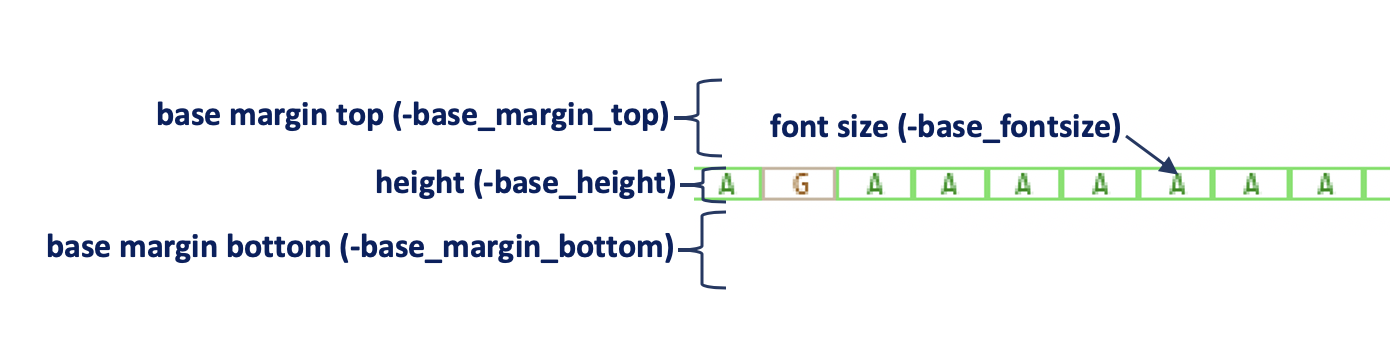 base margin top (-base_margin_top)
font size (-base_fontsize)
height (-base_height)
A G A A A A A A A
base margin bottom (-base_margin_bottom)